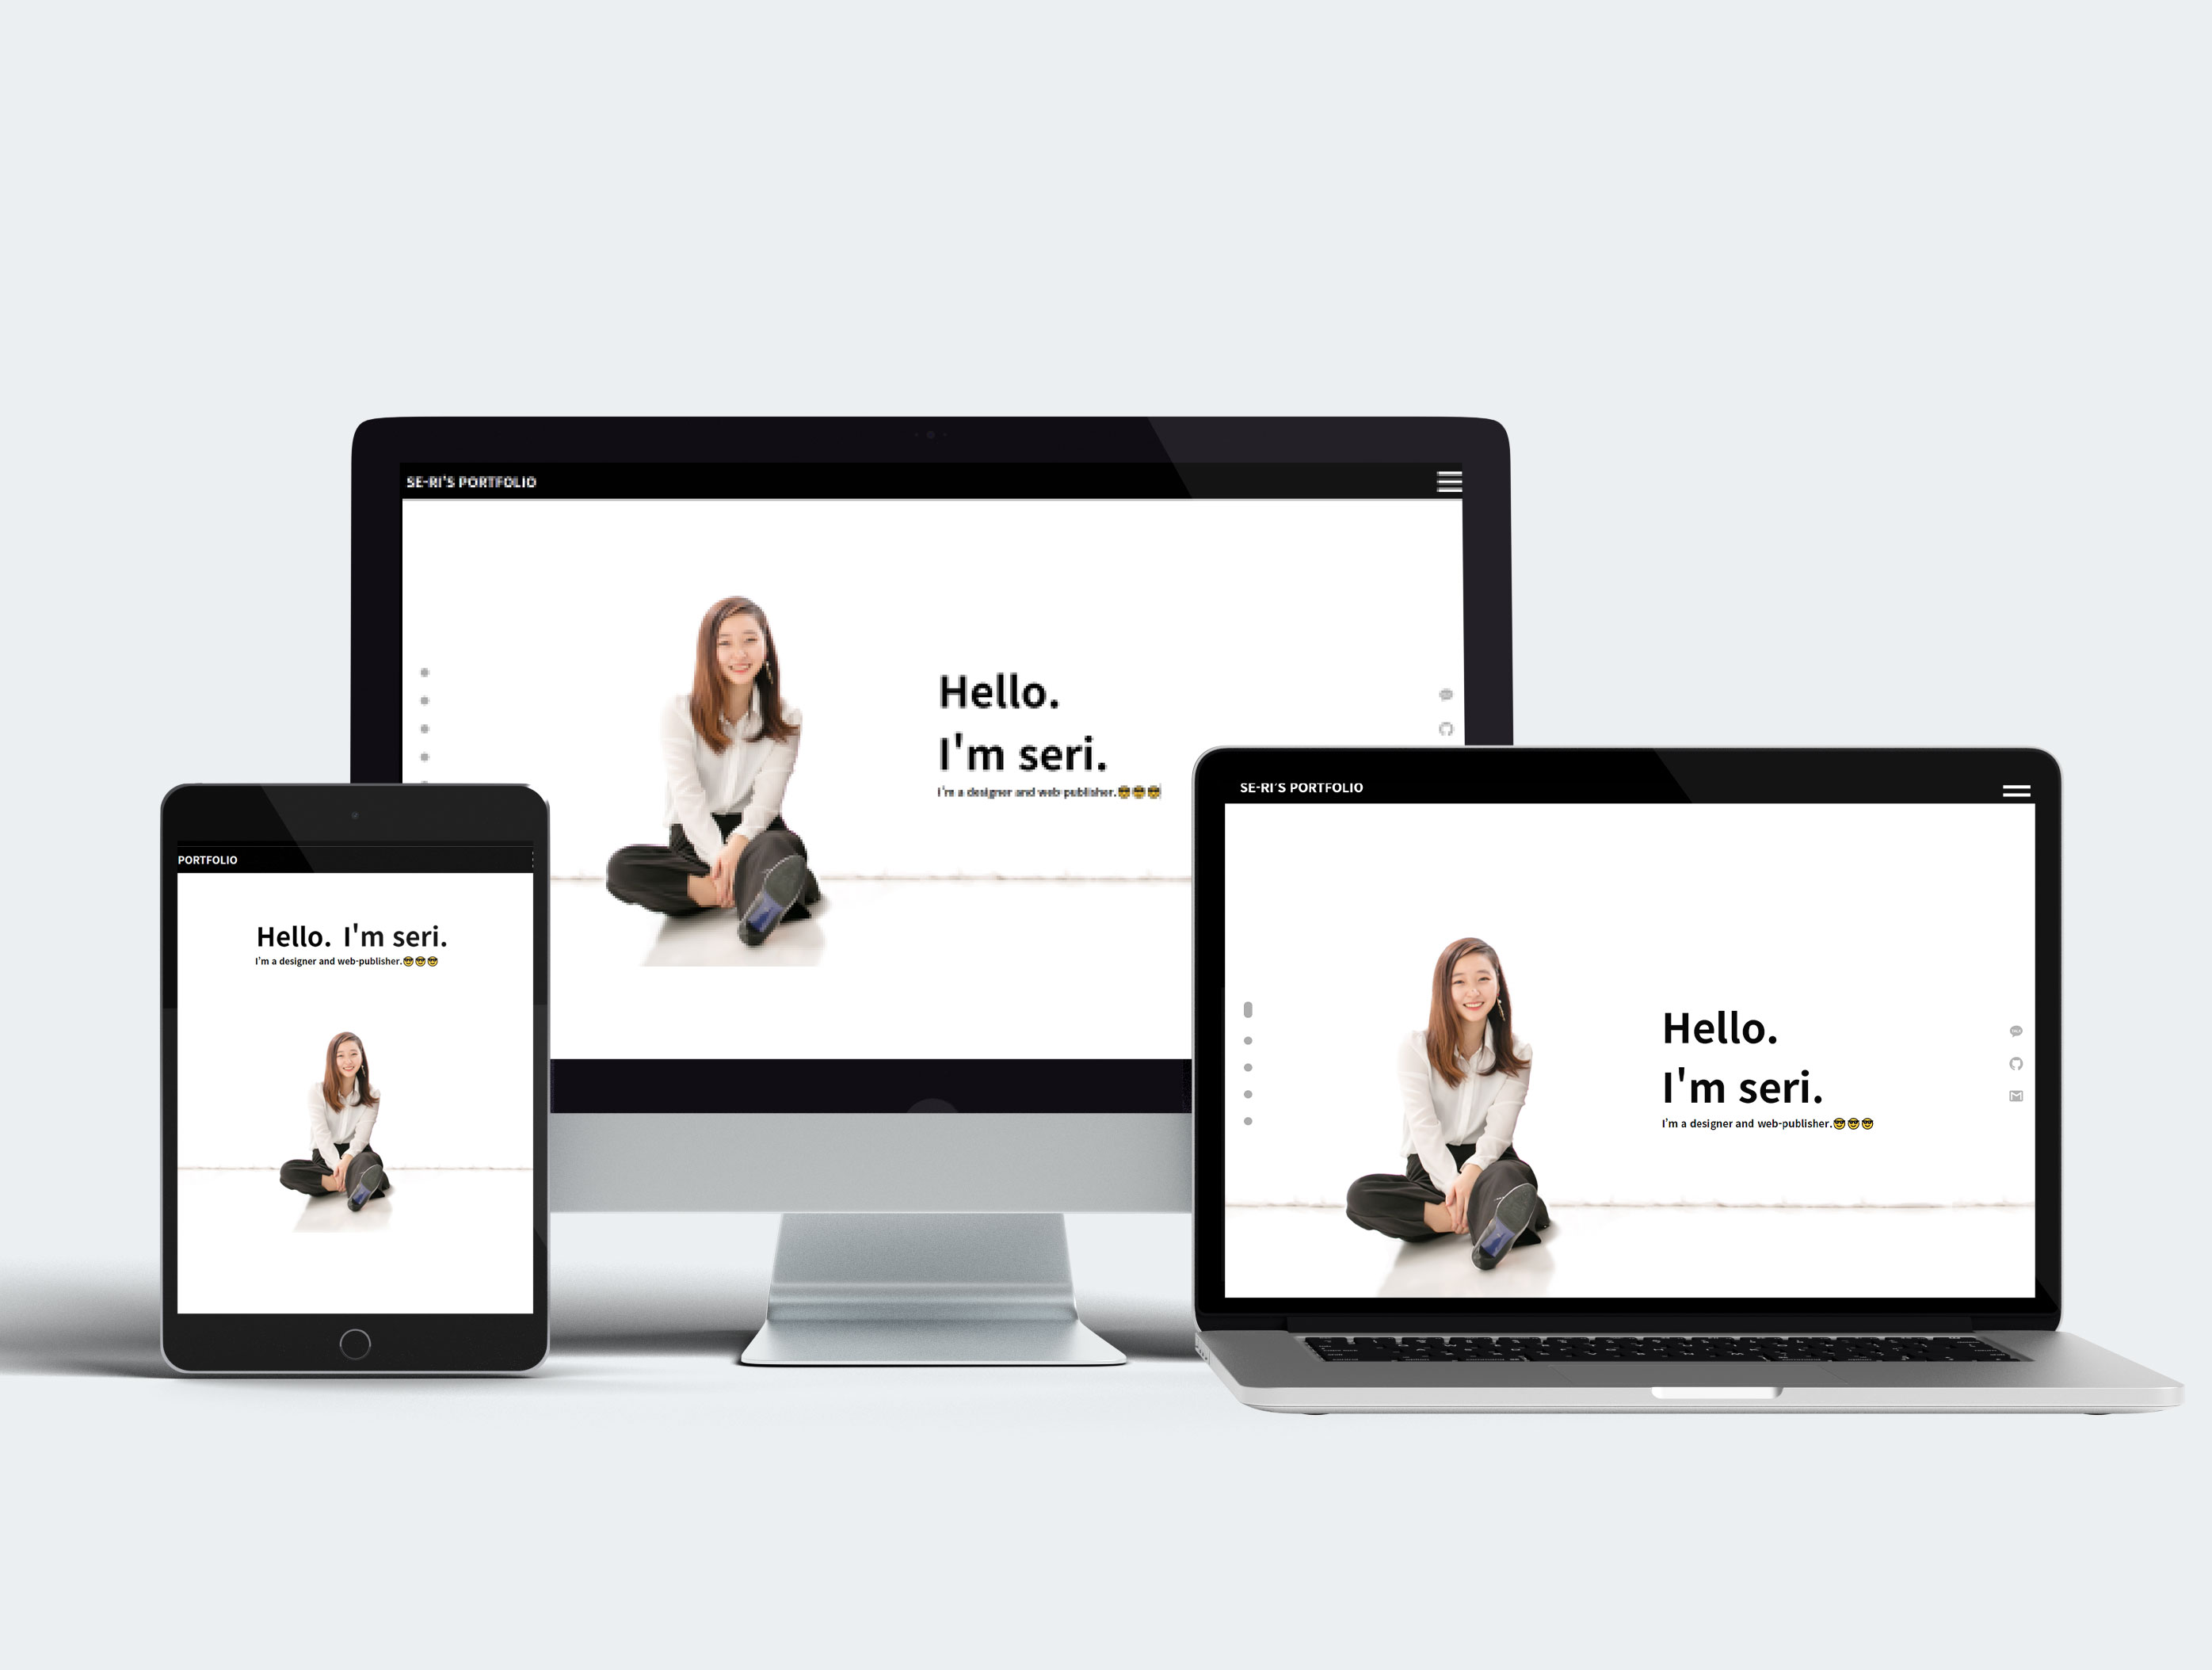 SE-RI'S PORTFOLIO
Hello.
I'm seri.
I'm a designer and web-publisher.🤓🤓🤓
PORTFOLIO
Hello. I'm seri.
I'm a designer and web-publisher.🤓🤓🤓
SE-RI'S PORTFOLIO
Hello.
I'm seri.
I'm a designer and web-publisher.🤓🤓🤓